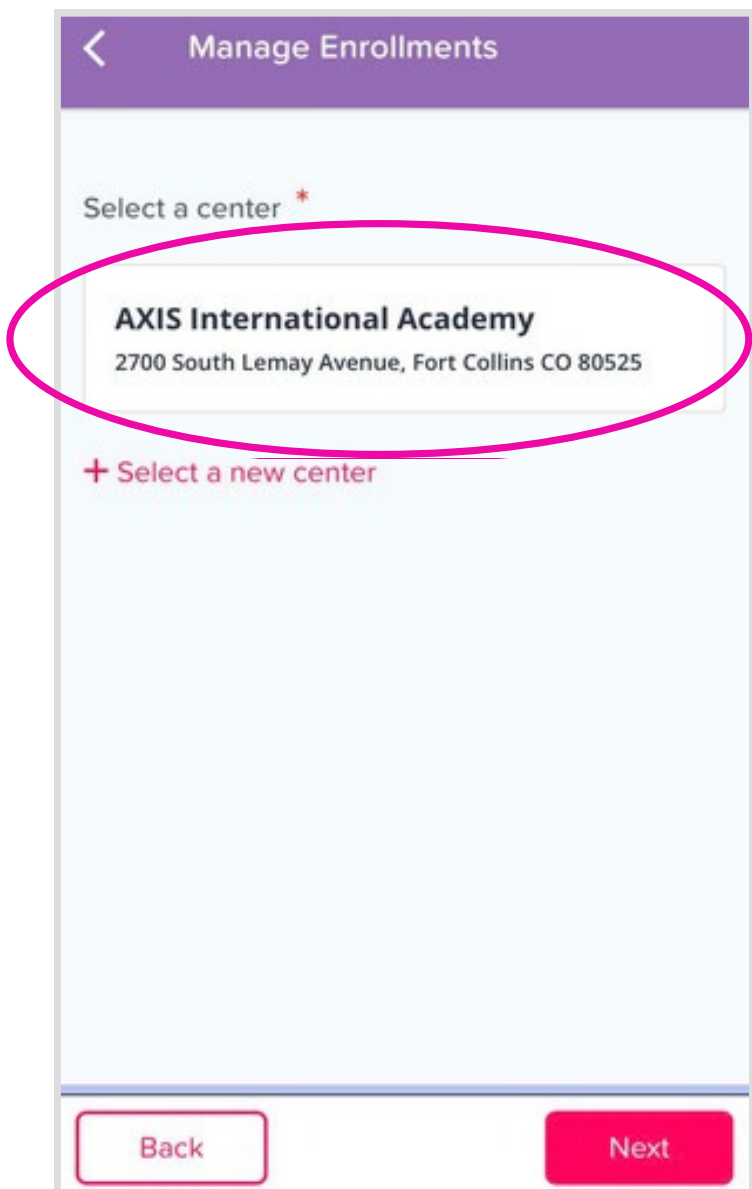 Manage Enrollments
Select a center *
AXIS International Academy
2700 South Lemay Avenue, Fort Collins CO 80525
+ Select a new center
Back
Next